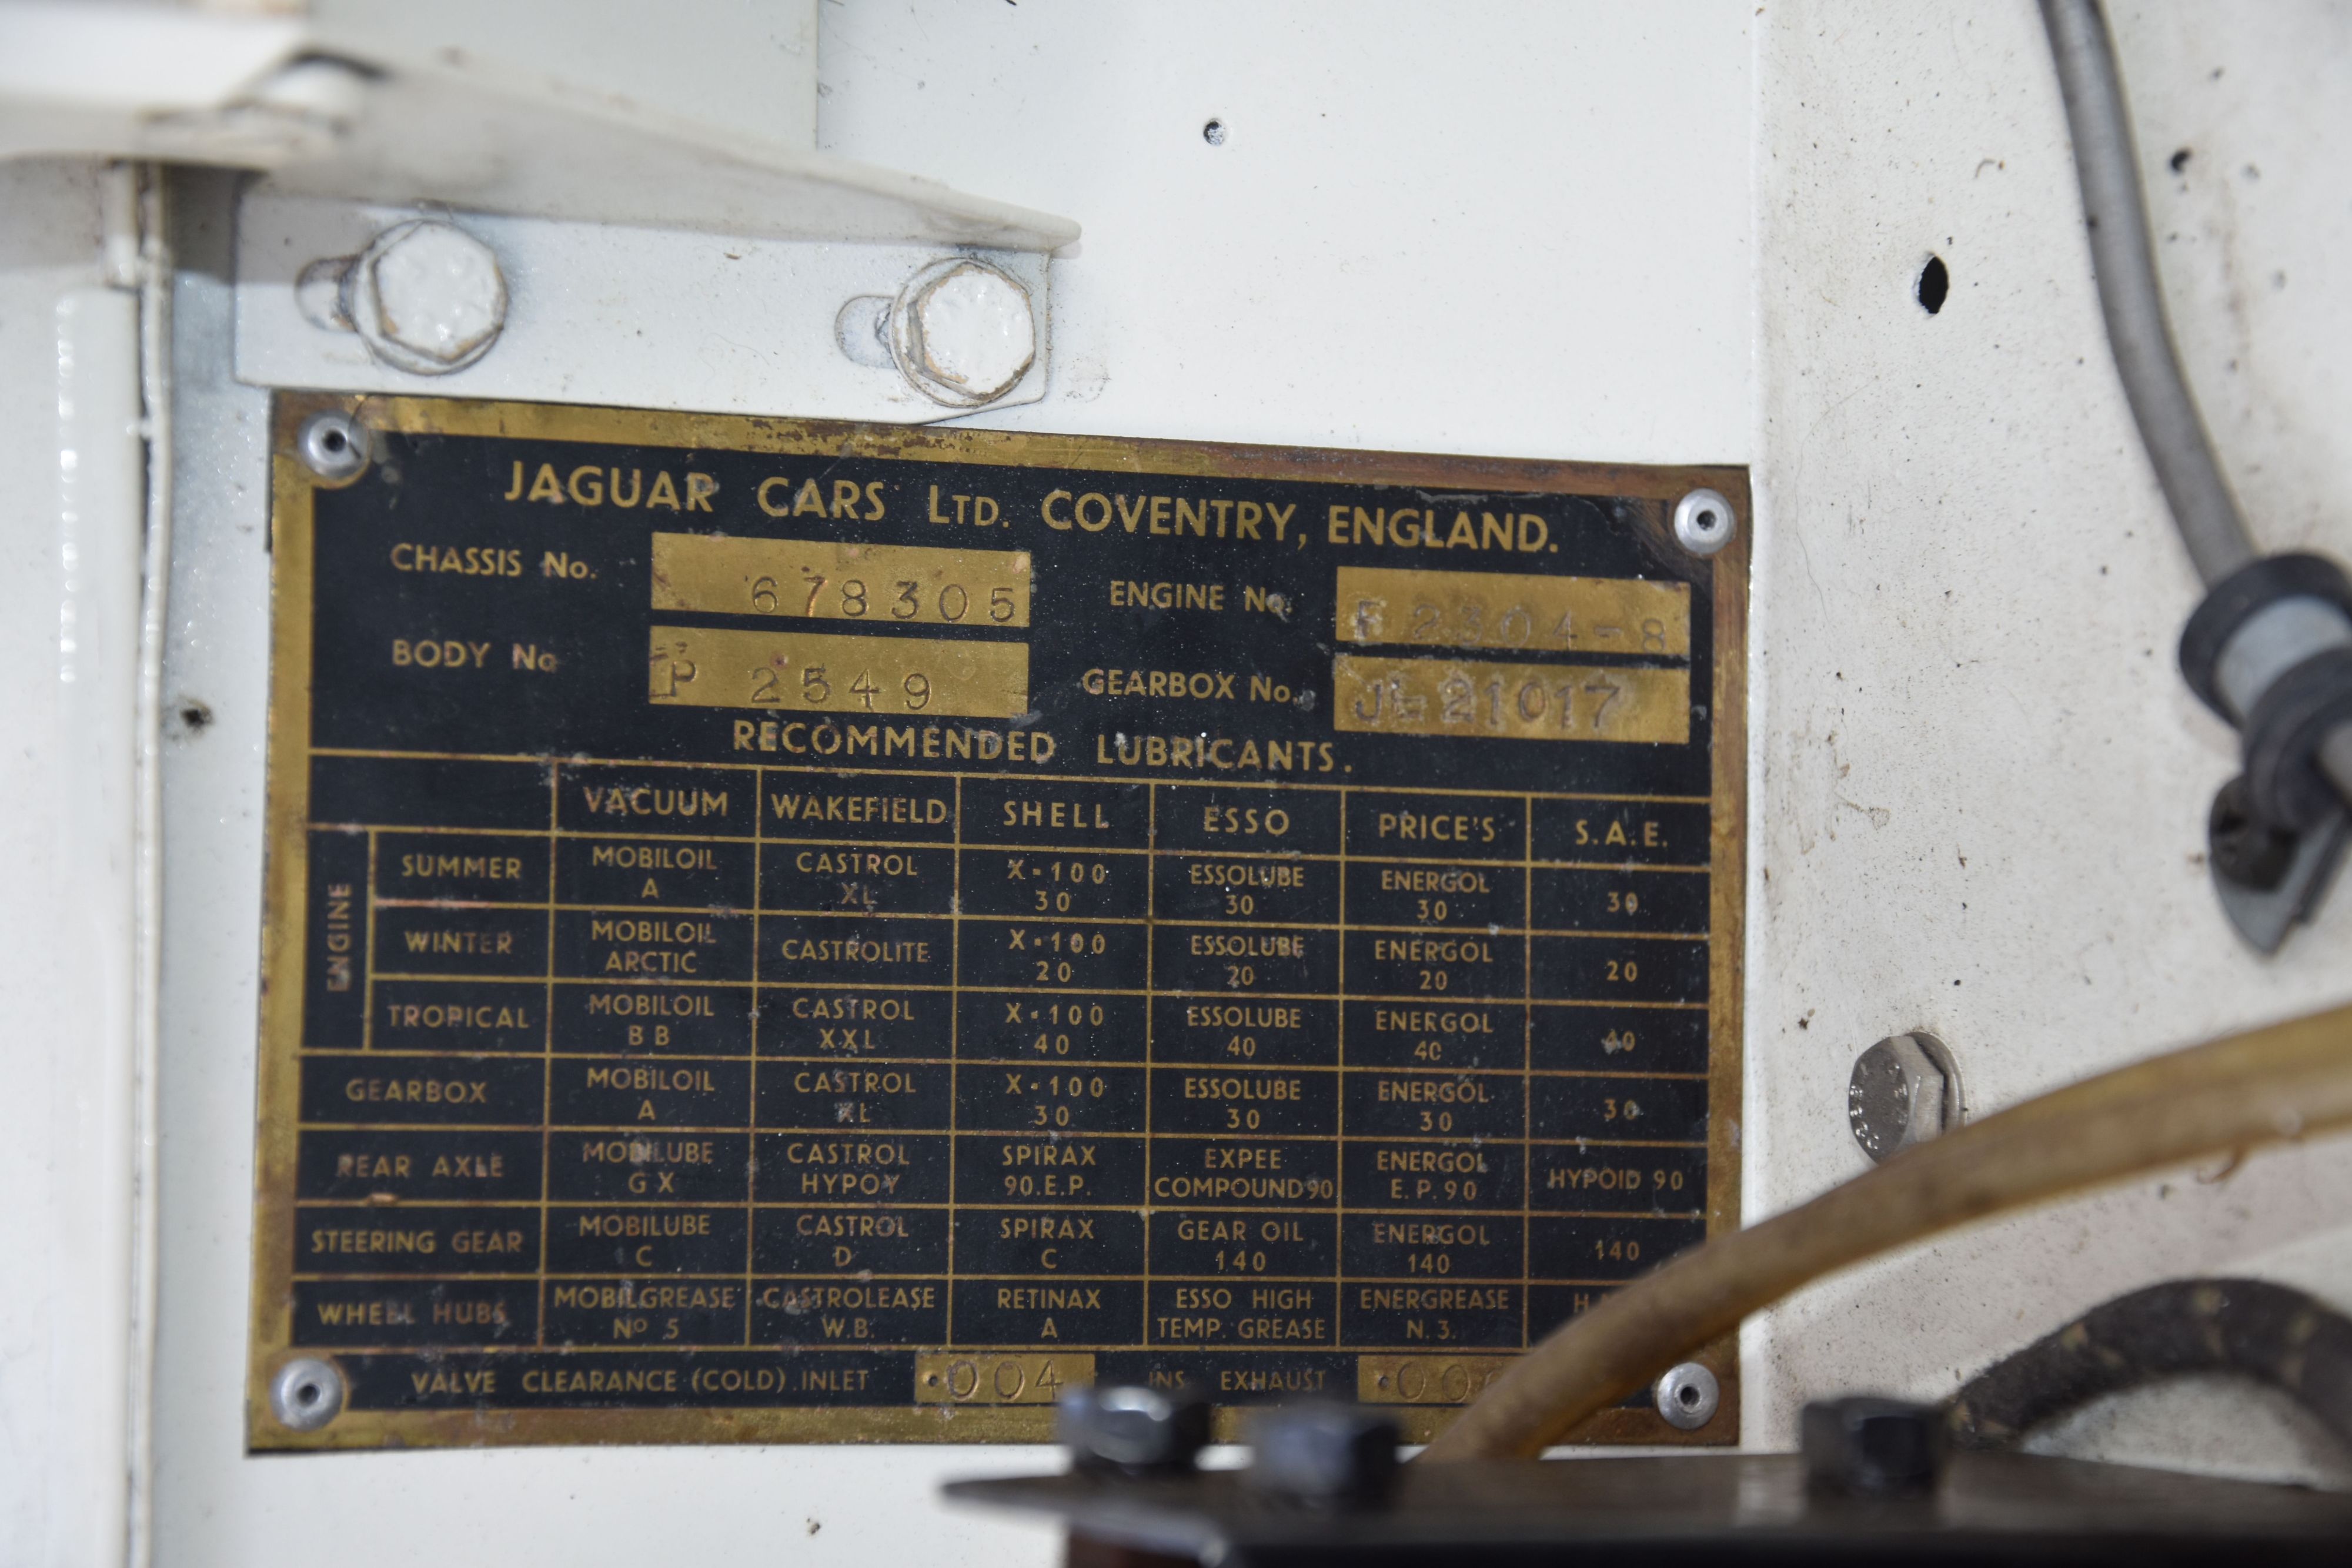 JAGUAR CARS LTD. COVENTRY, ENGLAND.
CHASSIS No. 678305 ENGINE No. F 2304-8
BODY No P 2549 GEARBOX No. JL 21017
RECOMMENDED LUBRICANTS.
VACUUM WAKEFIELD SHELL ESSO PRICE'S S.A.E.
ENGINE
SUMMER MOBILOIL A CASTROL XL X-100 30 ESSOLUBE 30 ENERGOL 30 30
WINTER MOBILOIL ARCTIC CASTROLITE X-100 20 ESSOLUBE 20 ENERGOL 20 20
TROPICAL MOBILOIL BB CASTROL XXL X-100 40 ESSOLUBE 40 ENERGOL 40 40
GEARBOX MOBILOIL A CASTROL XL X-100 30 ESSOLUBE 30 ENERGOL 30 30
REAR AXLE MOBILUBE GX CASTROL HYPOY SPIRAX 90.E.P. EXPEE COMPOUND 90 ENERGOL E.P.90 HYPOID 90
STEERING GEAR MOBILUBE C CASTROL D SPIRAX C GEAR OIL 140 ENERGOL 140 140
WHEEL HUBS MOBILGREASE No 5 CASTROLEASE W.B. RETINAX A ESSO HIGH TEMP. GREASE ENERGREASE N.3.
VALVE CLEARANCE (COLD). INLET .004 INS. EXHAUST